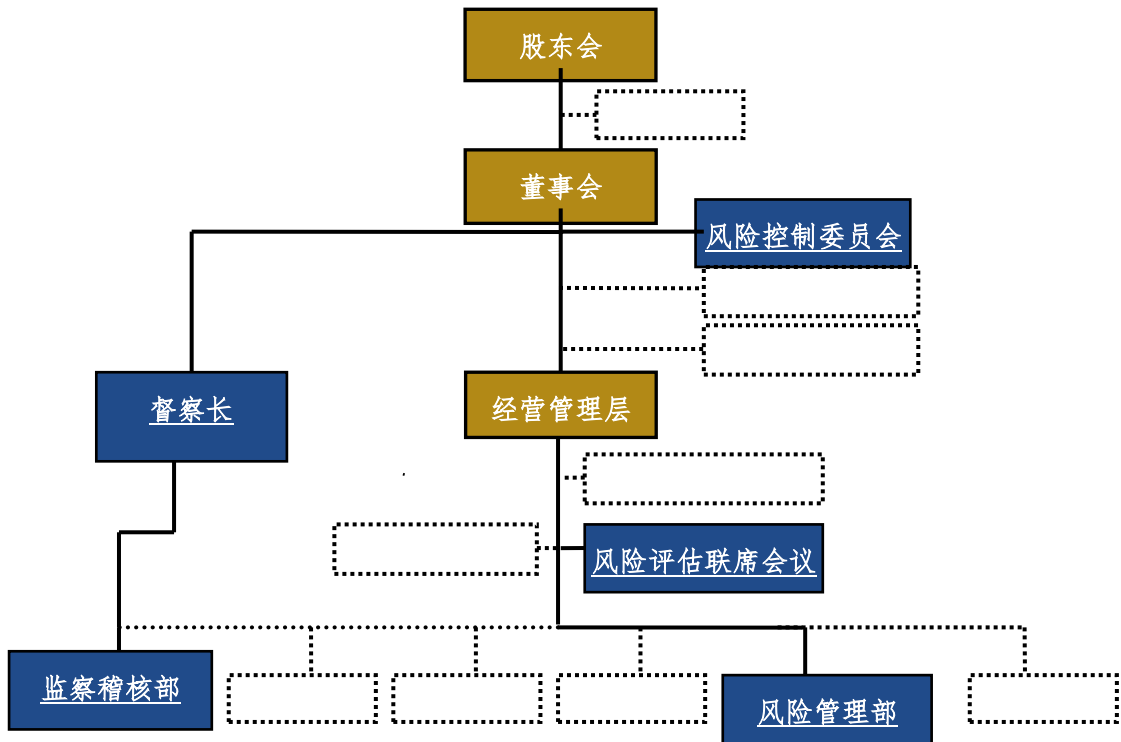 股东会
董事会
风险控制委员会
督察长
经营管理层
风险评估联席会议
监察稽核部
风险管理部